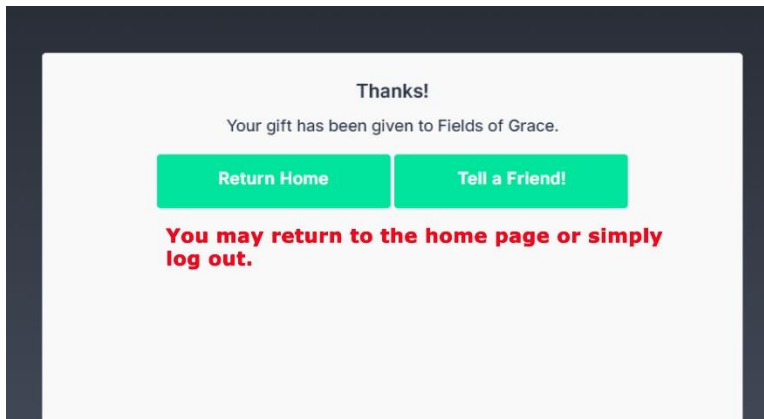 Thanks!
Your gift has been given to Fields of Grace.
Return Home
Tell a Friend!
You may return to the home page or simply
log out.